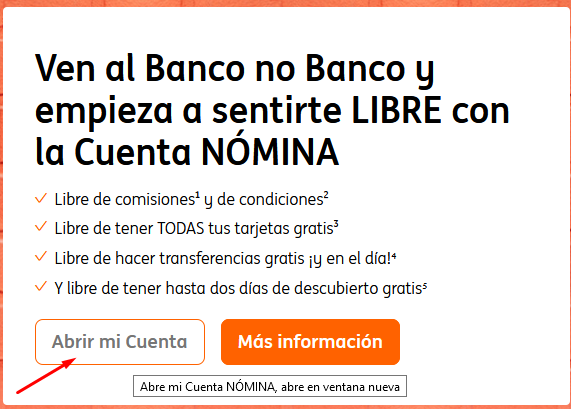 Ven al Banco no Banco y
empieza a sentirte LIBRE con
la Cuenta NÓMINA
Libre de comisiones¹ y de condiciones²
Libre de tener TODAS tus tarjetas gratis³
Libre de hacer transferencias gratis ¡y en el día!⁴
Y libre de tener hasta dos días de descubierto gratis⁵
Abrir mi Cuenta
Más información
Abre mi Cuenta NÓMINA, abre en ventana nueva